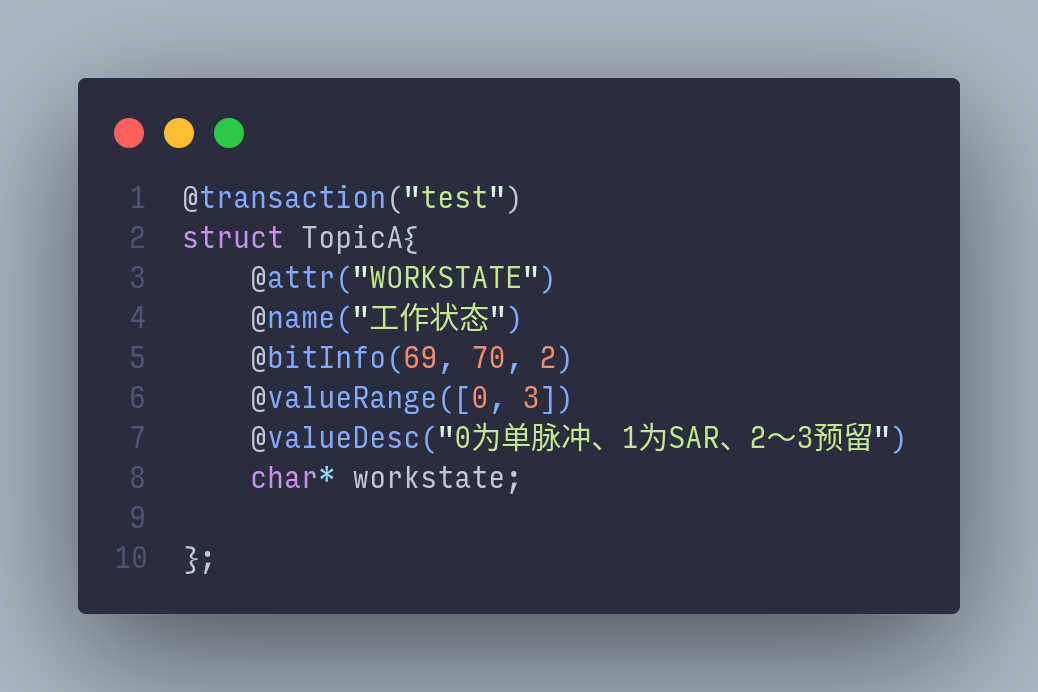 1 @transaction("test")
2 struct TopicA{
3     @attr("WORKSTATE")
4     @name("工作状态")
5     @bitInfo(69, 70, 2)
6     @valueRange([0, 3])
7     @valueDesc("0为单脉冲、1为SAR、2～3预留")
8     char* workstate;
9
10 };